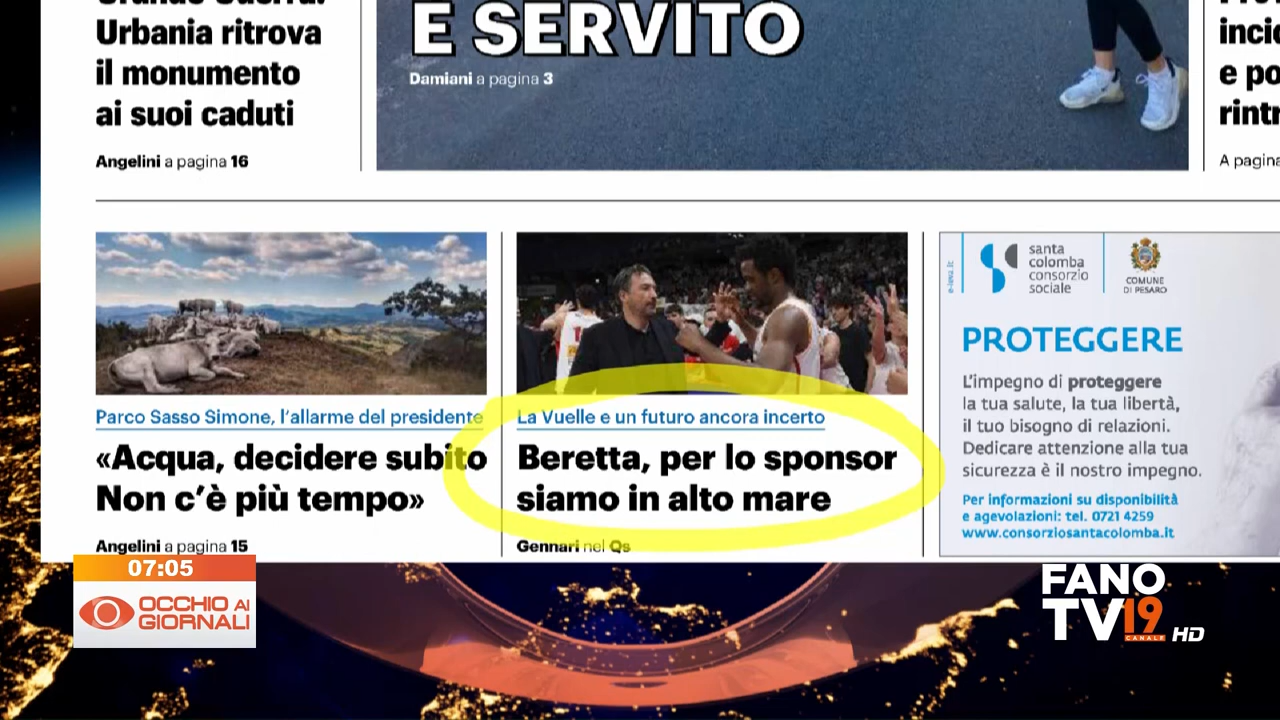 Urbania ritrova
il monumento
ai suoi caduti
Angelini a pagina 16
È SERVITO
Damiani a pagina 3
e po
rintr
A pagina
Parco Sasso Simone, l'allarme del presidente
«Acqua, decidere subito
Non c'è più tempo»
Angelini a pagina 15
La Vuelle e un futuro ancora incerto
Beretta, per lo sponsor
siamo in alto mare
Gennari nel Qs
e-leva.it
santa
colomba
consorzio
sociale
COMUNE
DI PESARO
PROTEGGERE
L'impegno di proteggere
la tua salute, la tua libertà,
il tuo bisogno di relazioni.
Dedicare attenzione alla tua
sicurezza è il nostro impegno.
Per informazioni su disponibilità
e agevolazioni: tel. 0721 4259
www.consorziosantacolomba.it
07:05
OCCHIO AI
GIORNALI
FANO
TV19
CANALE
HD